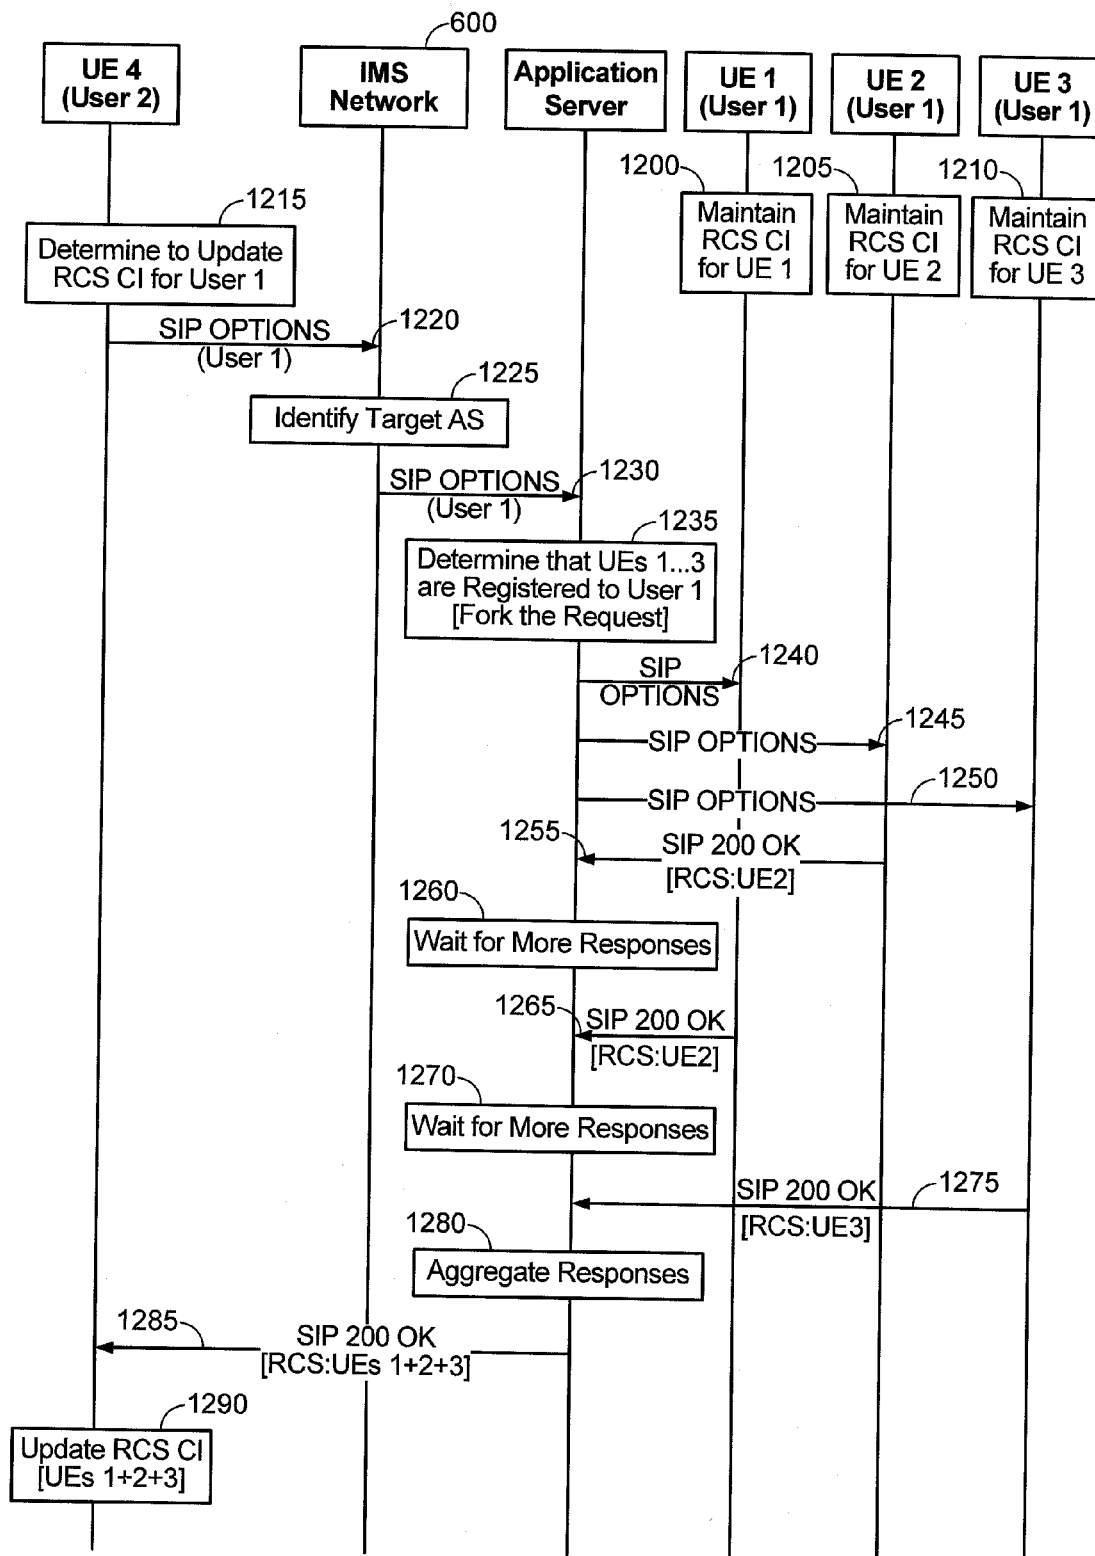 600
UE 4
(User 2)
IMS
Network
Application
Server
UE 1
(User 1)
UE 2
(User 1)
UE 3
(User 1)
1200
Maintain
RCS CI
for UE 1
1205
Maintain
RCS CI
for UE 2
1210
Maintain
RCS CI
for UE 3
1215
Determine to Update
RCS CI for User 1
SIP OPTIONS
(User 1)
1220
1225
Identify Target AS
SIP OPTIONS
(User 1)
1230
1235
Determine that UEs 1...3
are Registered to User 1
[Fork the Request]
SIP
OPTIONS
1240
SIP OPTIONS
1245
SIP OPTIONS
1250
1255
SIP 200 OK
[RCS:UE2]
1260
Wait for More Responses
1265
SIP 200 OK
[RCS:UE2]
1270
Wait for More Responses
SIP 200 OK
[RCS:UE3]
1275
1280
Aggregate Responses
1285
SIP 200 OK
[RCS:UEs 1+2+3]
1290
Update RCS CI
[UEs 1+2+3]